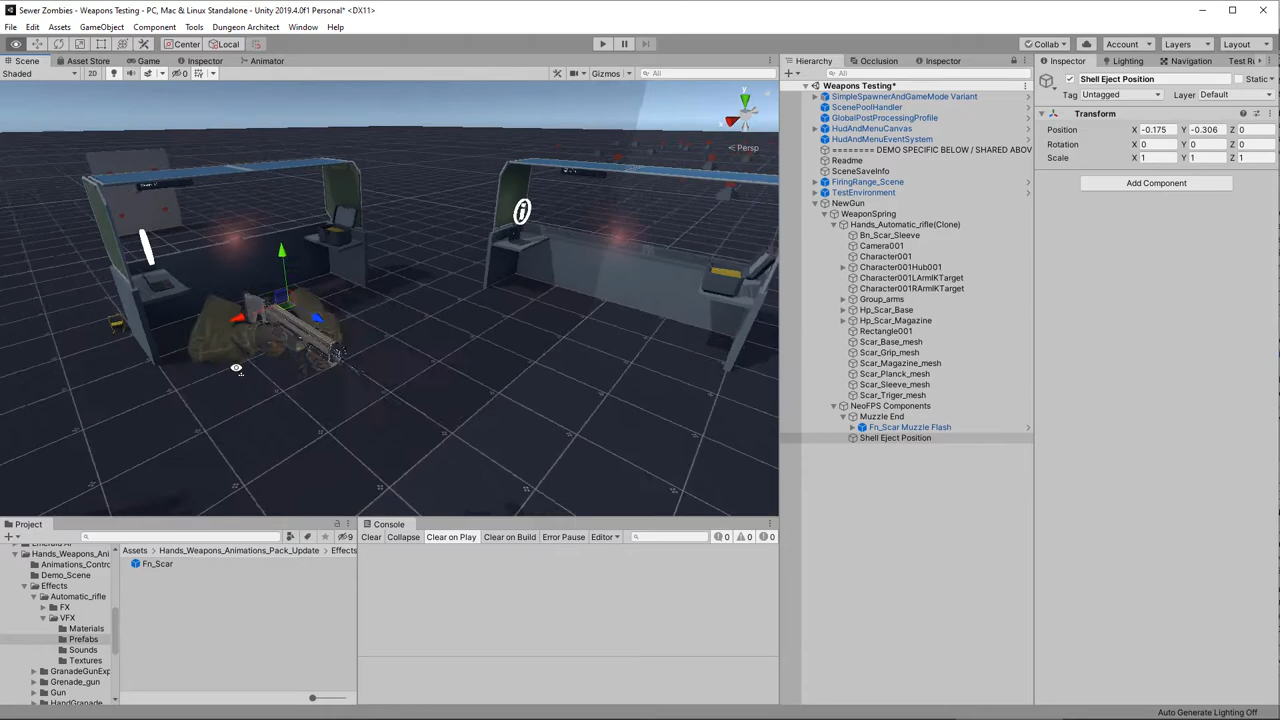 Sewer Zombies - Weapons Testing - PC, Mac & Linux Standalone - Unity 2019.4.0f1 Personal* <DX11>
File Edit Assets GameObject Component Tools Dungeon Architect Window Help
Center Local Collab Account Layers Layout
Scene Asset Store Game Inspector Animator
Shaded 2D 0 Gizmos All
y
x
Persp
Hierarchy Occlusion Inspector
All
Weapons Testing*
SimpleSpawnerAndGameMode Variant
ScenePoolHandler
GlobalPostProcessingProfile
HudAndMenuCanvas
HudAndMenuEventSystem
======== DEMO SPECIFIC BELOW / SHARED ABOV
Readme
SceneSaveInfo
FiringRange_Scene
TestEnvironment
NewGun
WeaponSpring
Hands_Automatic_rifle(Clone)
Bn_Scar_Sleeve
Camera001
Character001
Character001Hub001
Character001LArmIKTarget
Character001RArmIKTarget
Group_arms
Hp_Scar_Base
Hp_Scar_Magazine
Rectangle001
Scar_Base_mesh
Scar_Grip_mesh
Scar_Magazine_mesh
Scar_Planck_mesh
Scar_Sleeve_mesh
Scar_Triger_mesh
NeoFPS Components
Muzzle End
Fn_Scar Muzzle Flash
Shell Eject Position
Inspector Lighting Navigation Test R
Shell Eject Position Static
Tag Untagged Layer Default
Transform
Position X -0.175 Y -0.306 Z 0
Rotation X 0 Y 0 Z 0
Scale X 1 Y 1 Z 1
Add Component
Project
9
Hands_Weapons_Ani
Animations_Contro
Demo_Scene
Effects
Automatic_rifle
FX
VFX
Materials
Prefabs
Sounds
Textures
GranadeGunExp
Grenade_gun
Gun
HandGranade
Assets > Hands_Weapons_Animations_Pack_Update > Effects
Fn_Scar
Console
Clear Collapse Clear on Play Clear on Build Error Pause Editor 0 0 0
Auto Generate Lighting Off